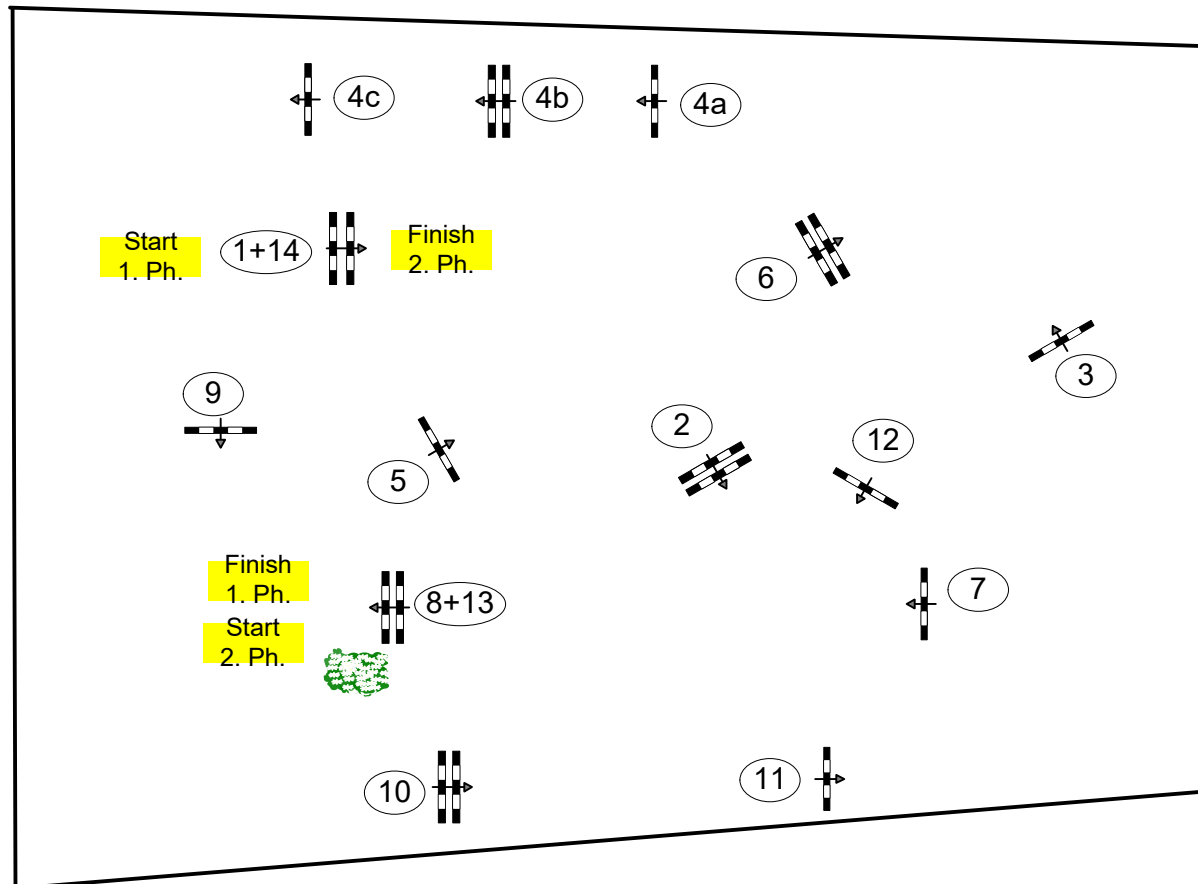 4c
4b
4a
Start
1. Ph.
1+14
Finish
2. Ph.
6
3
9
2
12
5
Finish
1. Ph.
8+13
7
Start
2. Ph.
10
11